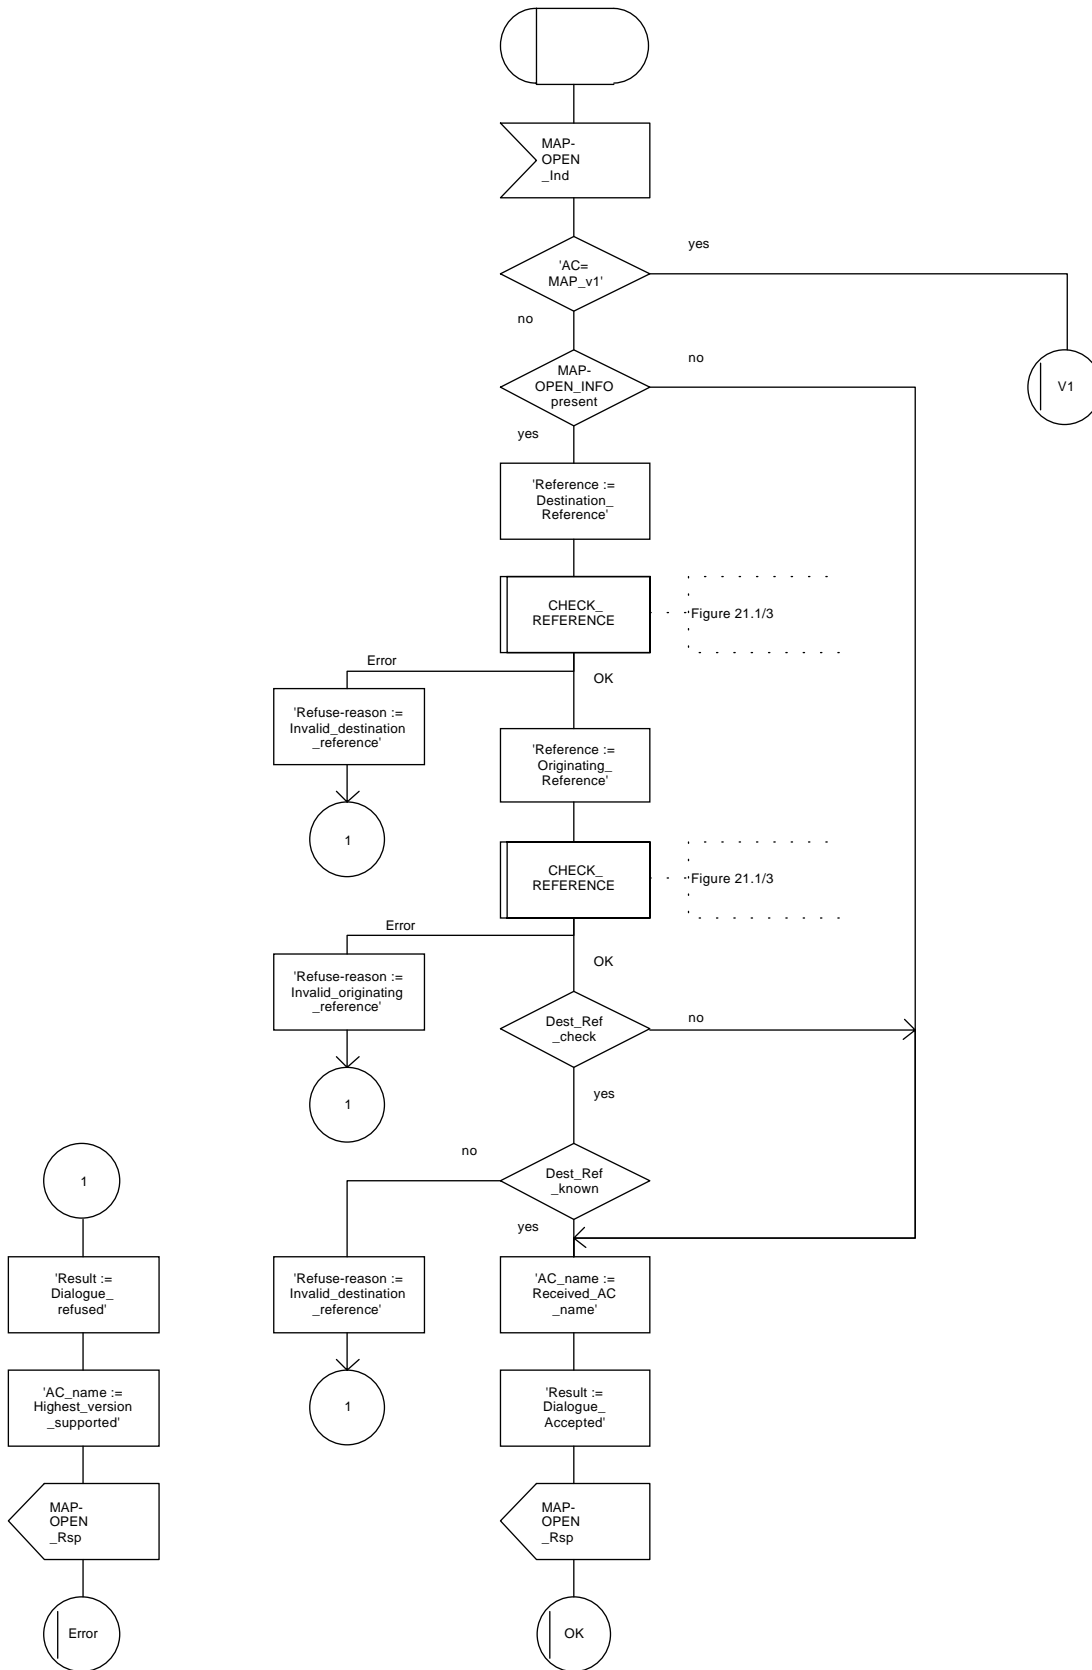 MAP-
OPEN
_Ind
yes
'AC=
MAP_v1'
no
MAP-
OPEN_INFO
present
no
V1
yes
'Reference :=
Destination_
Reference'
CHECK_
REFERENCE
Figure 21.1/3
Error
OK
'Refuse-reason :=
Invalid_destination
_reference'
'Reference :=
Originating_
Reference'
1
CHECK_
REFERENCE
Figure 21.1/3
Error
OK
'Refuse-reason :=
Invalid_originating
_reference'
Dest_Ref
_check
no
1
yes
no
1
Dest_Ref
_known
yes
'Result :=
Dialogue_
refused'
'Refuse-reason :=
Invalid_destination
_reference'
'AC_name :=
Received_AC
_name'
'AC_name :=
Highest_version
_supported'
1
'Result :=
Dialogue_
Accepted'
MAP-
OPEN
_Rsp
MAP-
OPEN
_Rsp
Error
OK